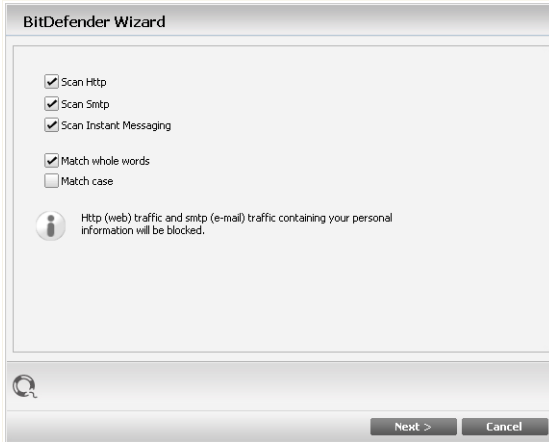 BitDefender Wizard
Scan Http
Scan Smtp
Scan Instant Messaging
Match whole words
Match case
Http (web) traffic and smtp (e-mail) traffic containing your personal
information will be blocked.
Next >
Cancel